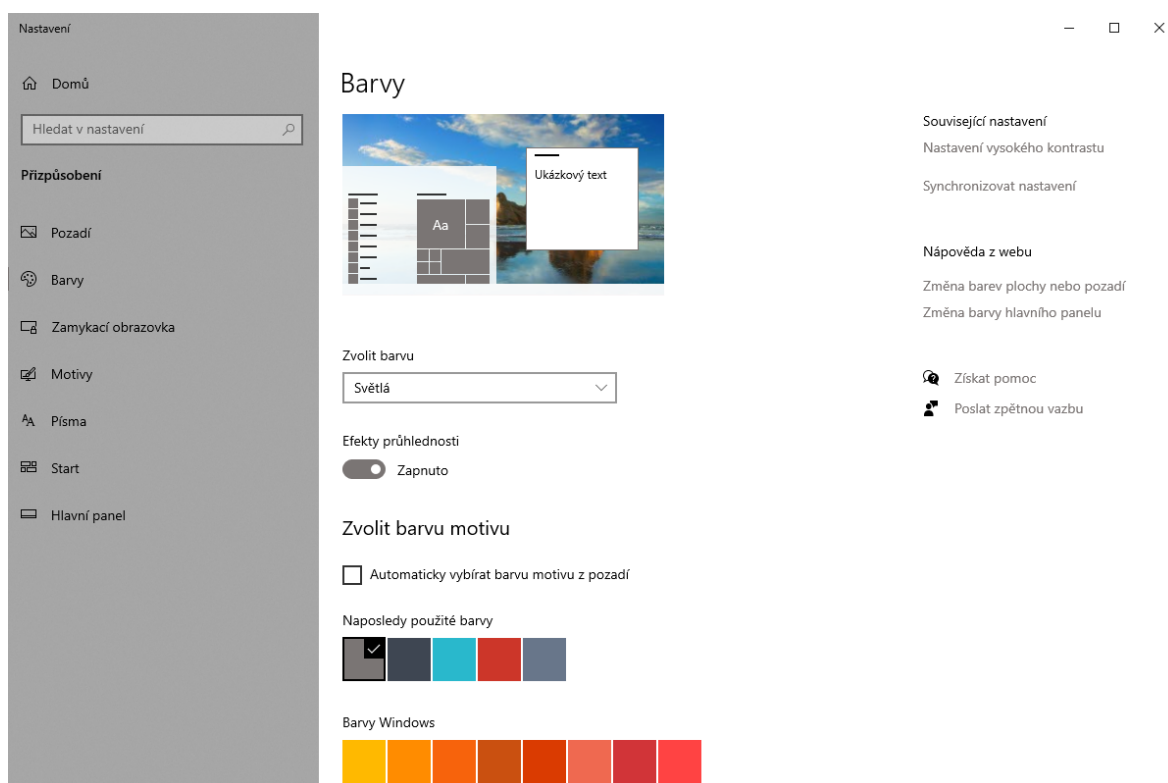 Nastavení
Domů
Hledat v nastavení
Přizpůsobení
Pozadí
Barvy
Zamykací obrazovka
Motivy
Písma
Start
Hlavní panel
Barvy
Ukázkový text
Aa
Zvolit barvu
Světlá
Efekty průhlednosti
Zapnuto
Zvolit barvu motivu
Automaticky vybírat barvu motivu z pozadí
Naposledy použité barvy
Barvy Windows
Související nastavení
Nastavení vysokého kontrastu
Synchronizovat nastavení
Nápověda z webu
Změna barev plochy nebo pozadí
Změna barvy hlavního panelu
Získat pomoc
Poslat zpětnou vazbu